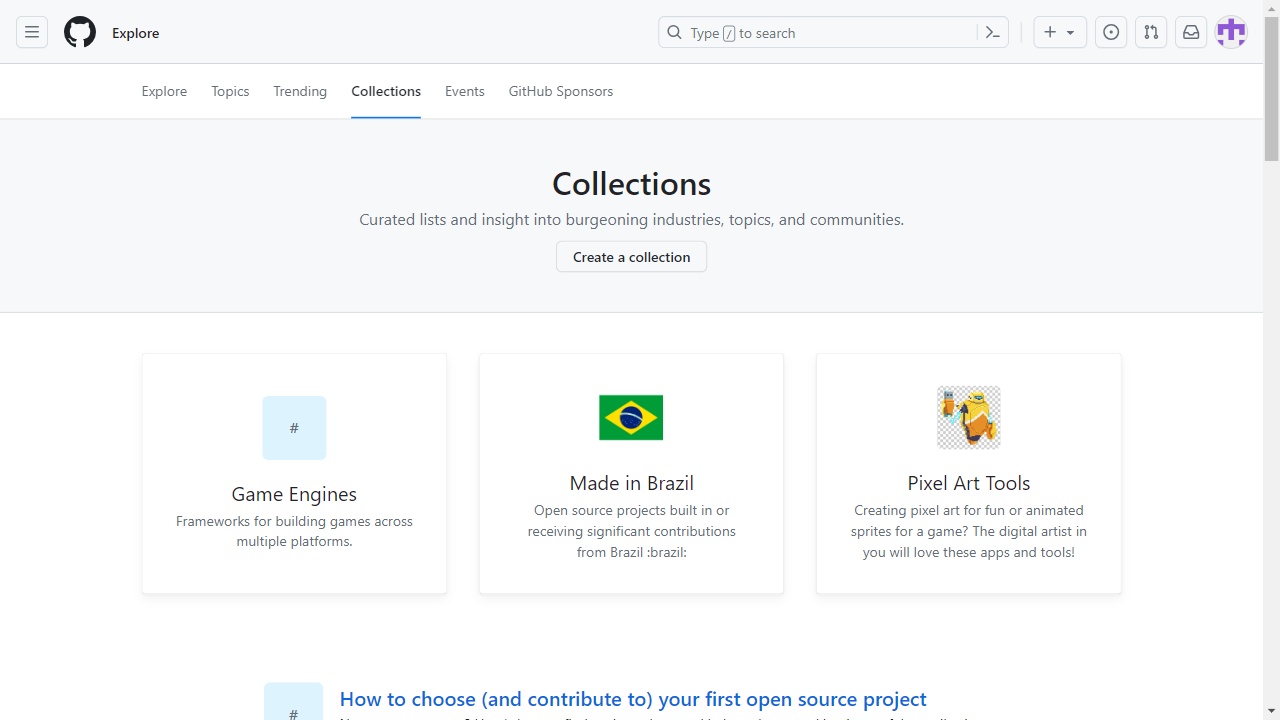 Explore
Type / to search
Explore
Topics
Trending
Collections
Events
GitHub Sponsors
Collections
Curated lists and insight into burgeoning industries, topics, and communities.
Create a collection
#
Game Engines
Frameworks for building games across
multiple platforms.
Made in Brazil
Open source projects built in or
receiving significant contributions
from Brazil :brazil:
Pixel Art Tools
Creating pixel art for fun or animated
sprites for a game? The digital artist in
you will love these apps and tools!
#
How to choose (and contribute to) your first open source project